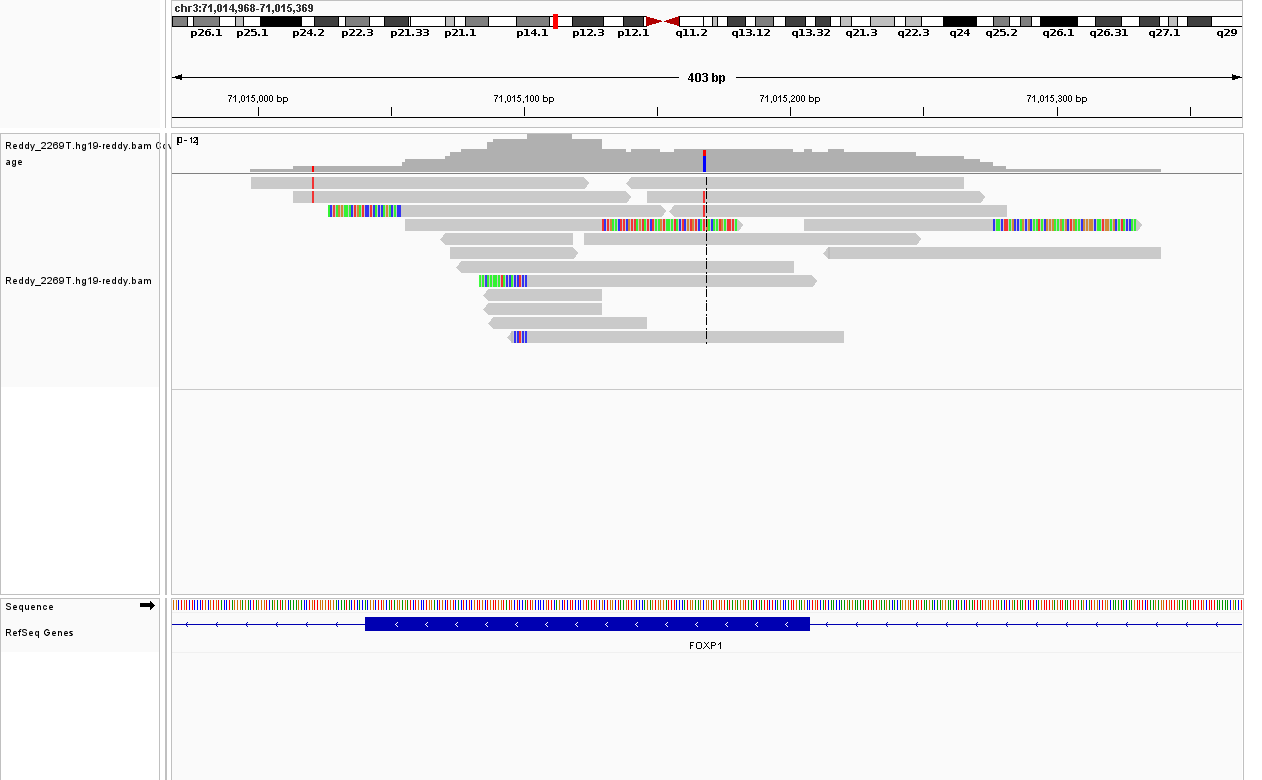 chr3:71,014,968-71,015,369
p26.1 p25.1 p24.2 p22.3 p21.33 p21.1 p14.1 p12.3 p12.1 q11.2 q13.12 q13.32 q21.3 q22.3 q24 q25.2 q26.1 q26.31 q27.1 q29
403 bp
71,015,000 bp 71,015,100 bp 71,015,200 bp 71,015,300 bp
[0 - 12]
Reddy_2269T.hg19-reddy.bam Cov
age
Reddy_2269T.hg19-reddy.bam
Sequence
RefSeq Genes
FOXP1